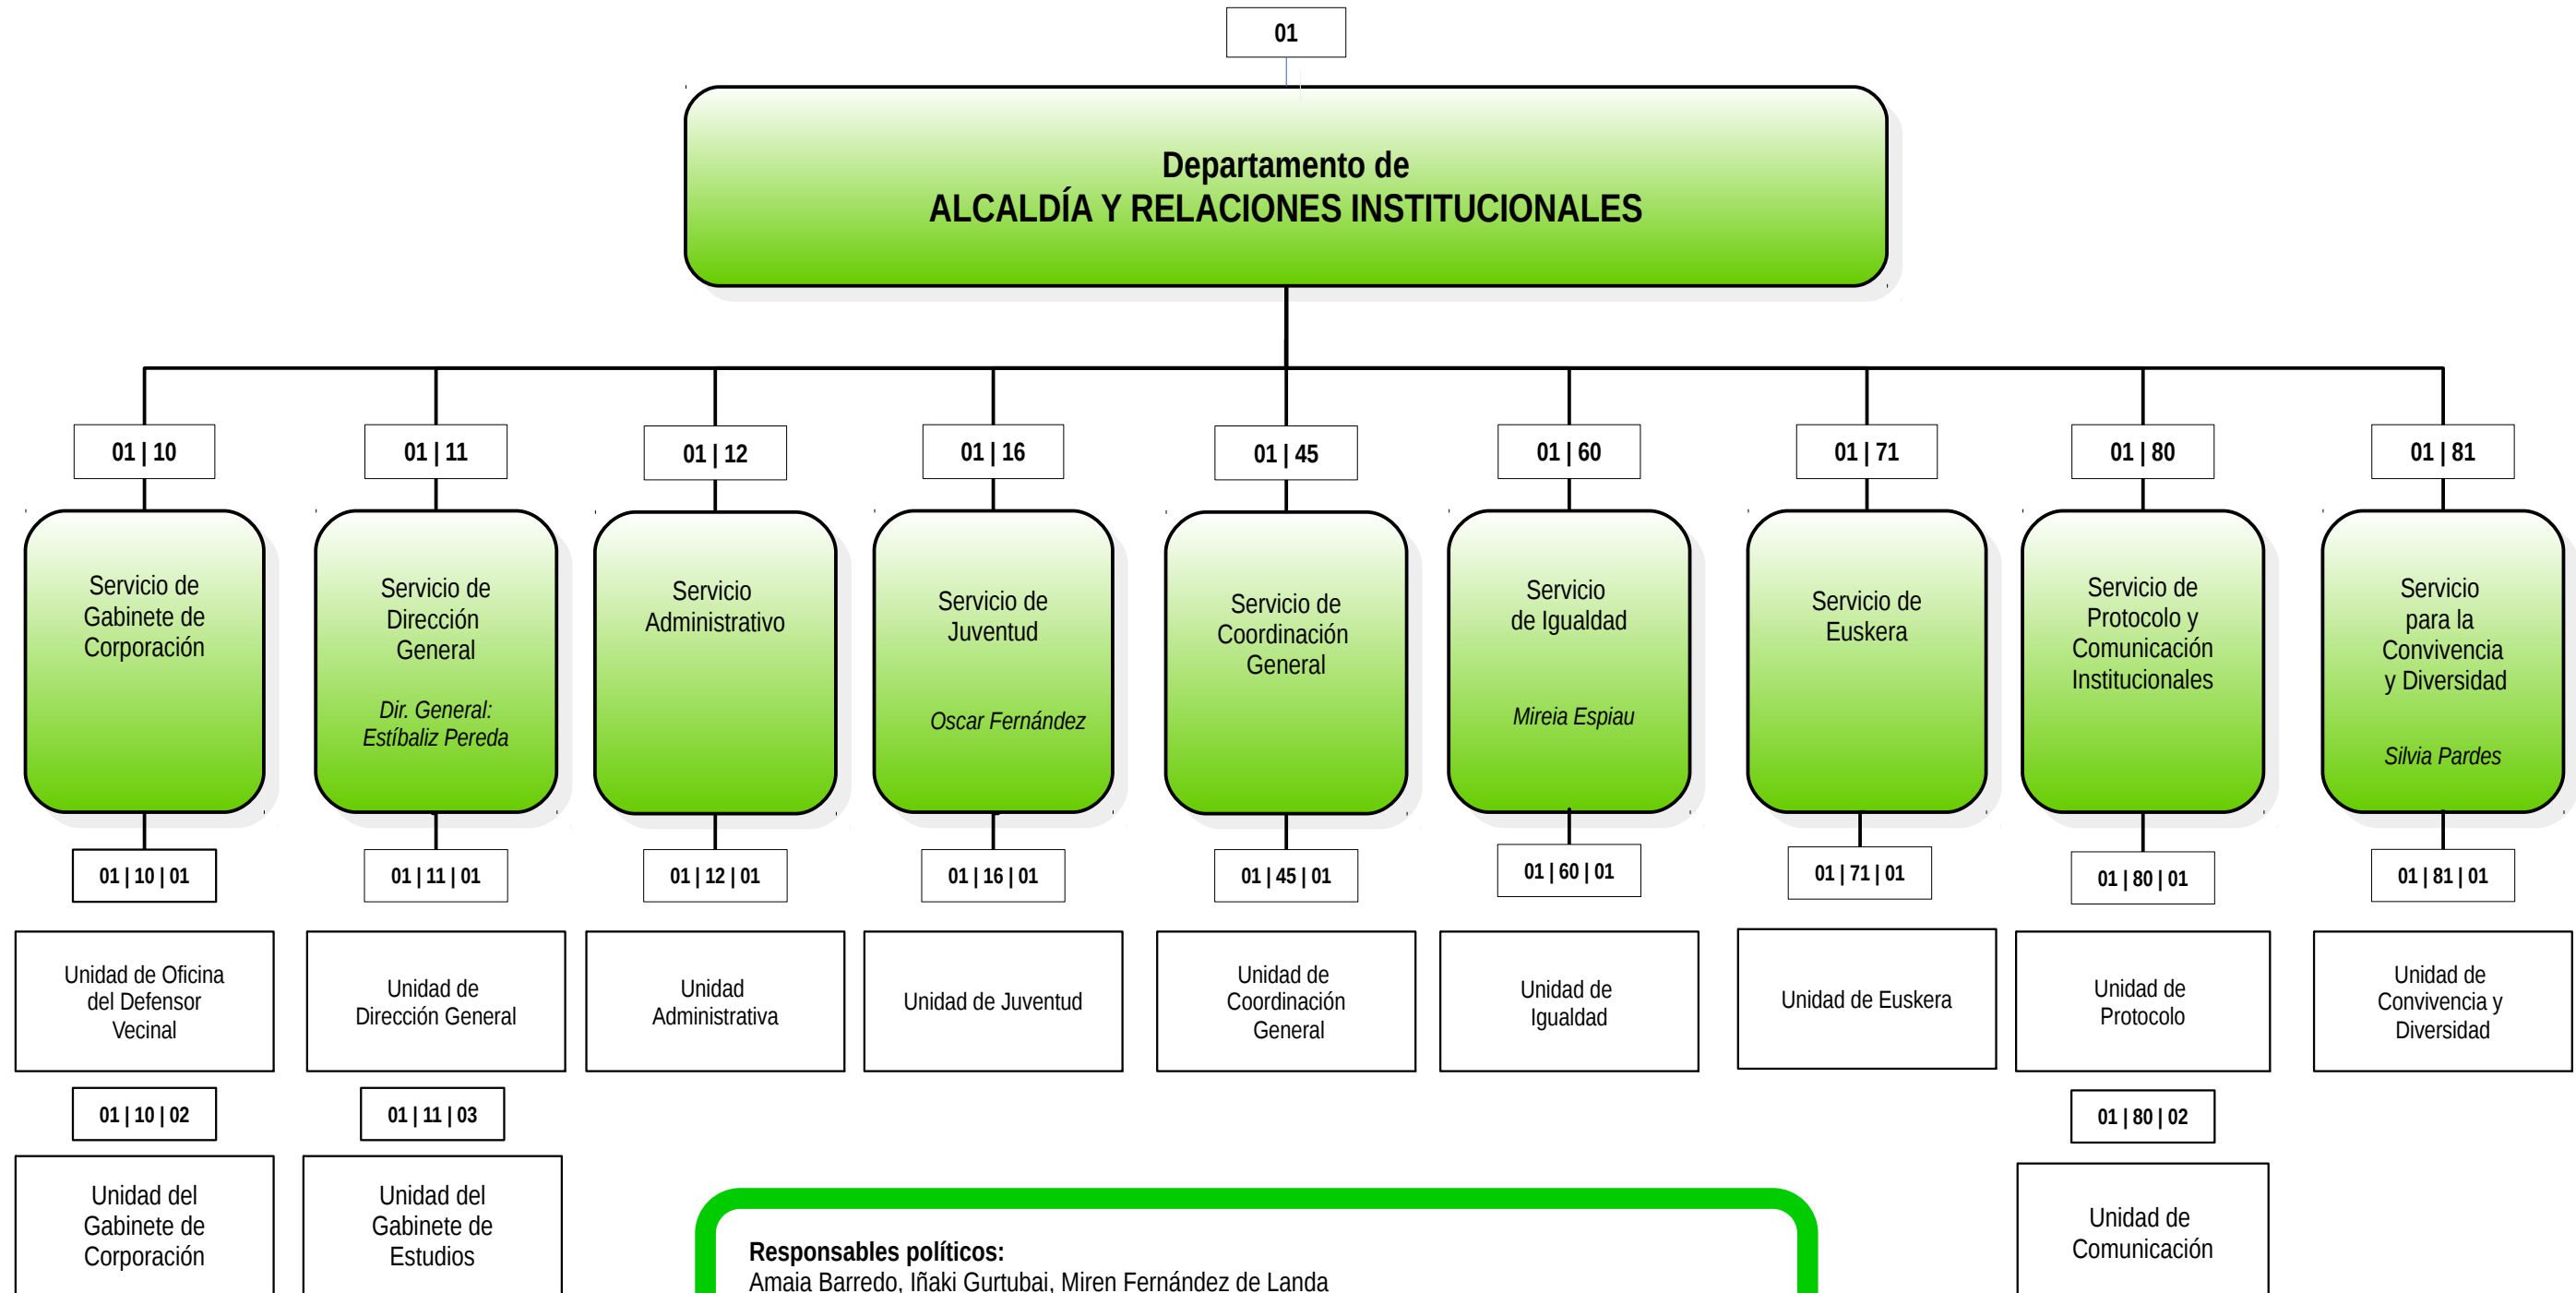 01
Departamento de
ALCALDÍA Y RELACIONES INSTITUCIONALES
01 | 10
01 | 11
01 | 12
01 | 16
01 | 45
01 | 60
01 | 71
01 | 80
01 | 81
Servicio de
Gabinete de
Corporación
Servicio de
Dirección
General
Dir. General:
Estíbaliz Pereda
Servicio
Administrativo
Servicio de
Juventud
Oscar Fernández
Servicio de
Coordinación
General
Servicio
de Igualdad
Mireia Espiau
Servicio de
Euskera
Servicio de
Protocolo y
Comunicación
Institucionales
Servicio
para la
Convivencia
y Diversidad
Silvia Pardes
01 | 10 | 01
01 | 11 | 01
01 | 12 | 01
01 | 16 | 01
01 | 45 | 01
01 | 60 | 01
01 | 71 | 01
01 | 80 | 01
01 | 81 | 01
Unidad de Oficina
del Defensor
Vecinal
Unidad de
Dirección General
Unidad
Administrativa
Unidad de Juventud
Unidad de
Coordinación
General
Unidad de
Igualdad
Unidad de Euskera
Unidad de
Protocolo
Unidad de
Convivencia y
Diversidad
01 | 10 | 02
01 | 11 | 03
01 | 80 | 02
Unidad del
Gabinete de
Corporación
Unidad del
Gabinete de
Estudios
Unidad de
Comunicación
Responsables políticos:
Amaia Barredo, Iñaki Gurtubai, Miren Fernández de Landa